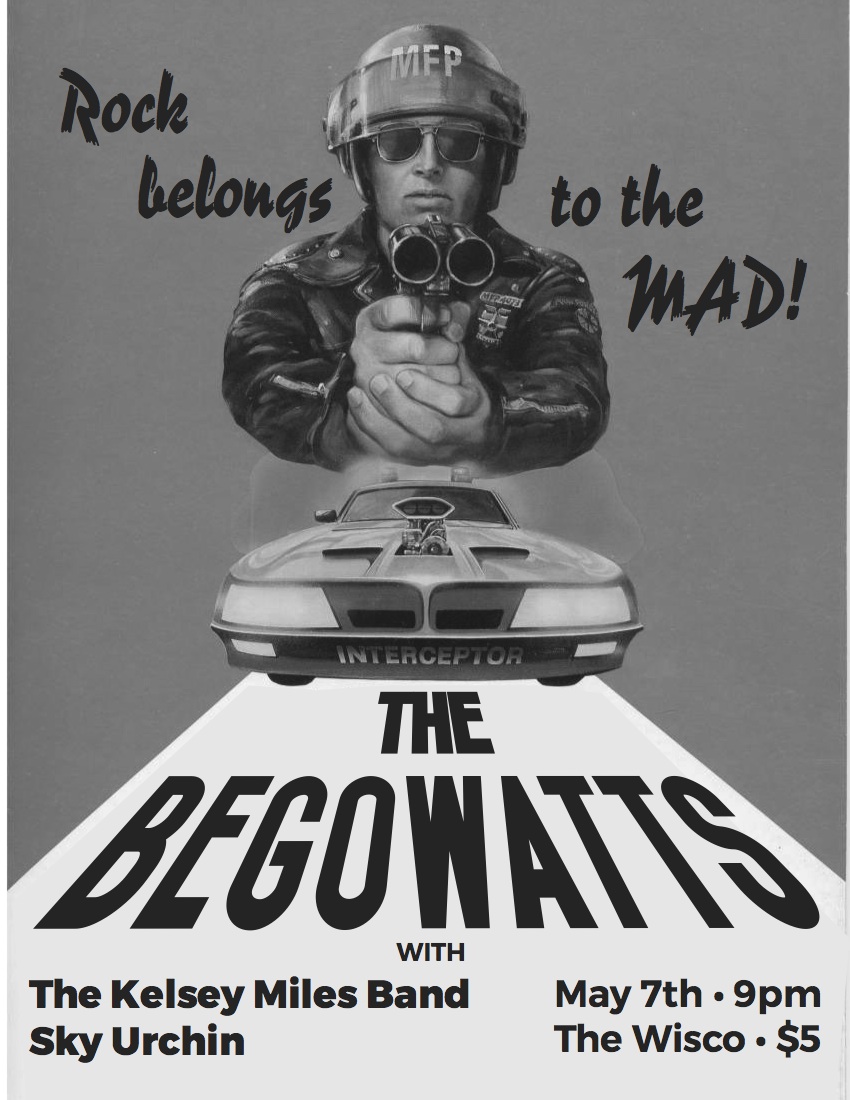 MFP
Rock
belongs
to the
MAD!
INTERCEPTOR
THE
BEGOWATTS
WITH
The Kelsey Miles Band
Sky Urchin
May 7th • 9pm
The Wisco • $5